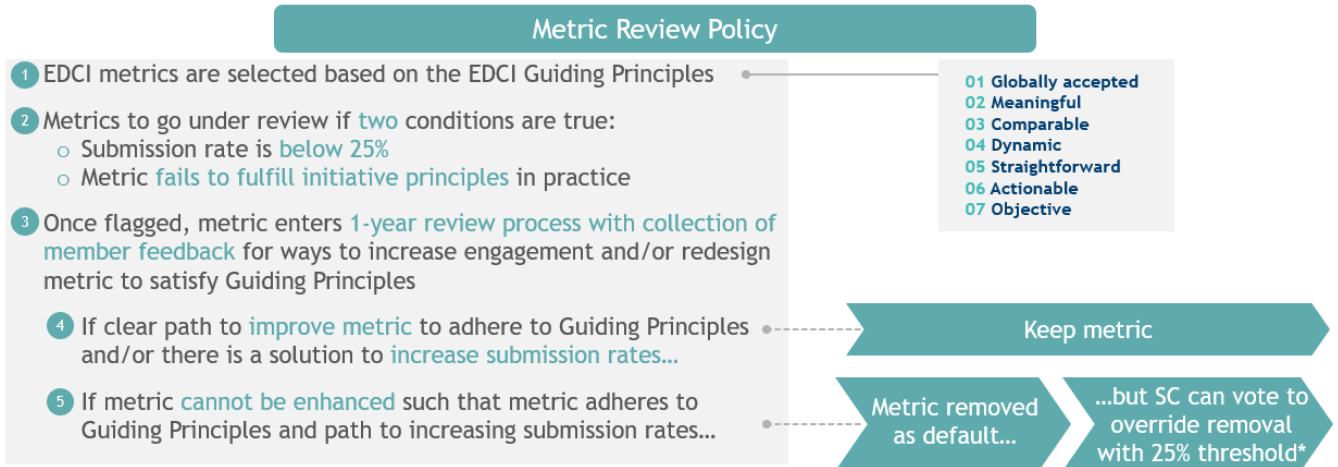 Metric Review Policy
1 EDCI metrics are selected based on the EDCI Guiding Principles
01 Globally accepted
02 Meaningful
03 Comparable
04 Dynamic
05 Straightforward
06 Actionable
07 Objective
2 Metrics to go under review if two conditions are true:
o Submission rate is below 25%
o Metric fails to fulfill initiative principles in practice
3 Once flagged, metric enters 1-year review process with collection of
member feedback for ways to increase engagement and/or redesign
metric to satisfy Guiding Principles
4 If clear path to improve metric to adhere to Guiding Principles
and/or there is a solution to increase submission rates…
Keep metric
5 If metric cannot be enhanced such that metric adheres to
Guiding Principles and path to increasing submission rates…
Metric removed
as default…
…but SC can vote to
override removal
with 25% threshold*